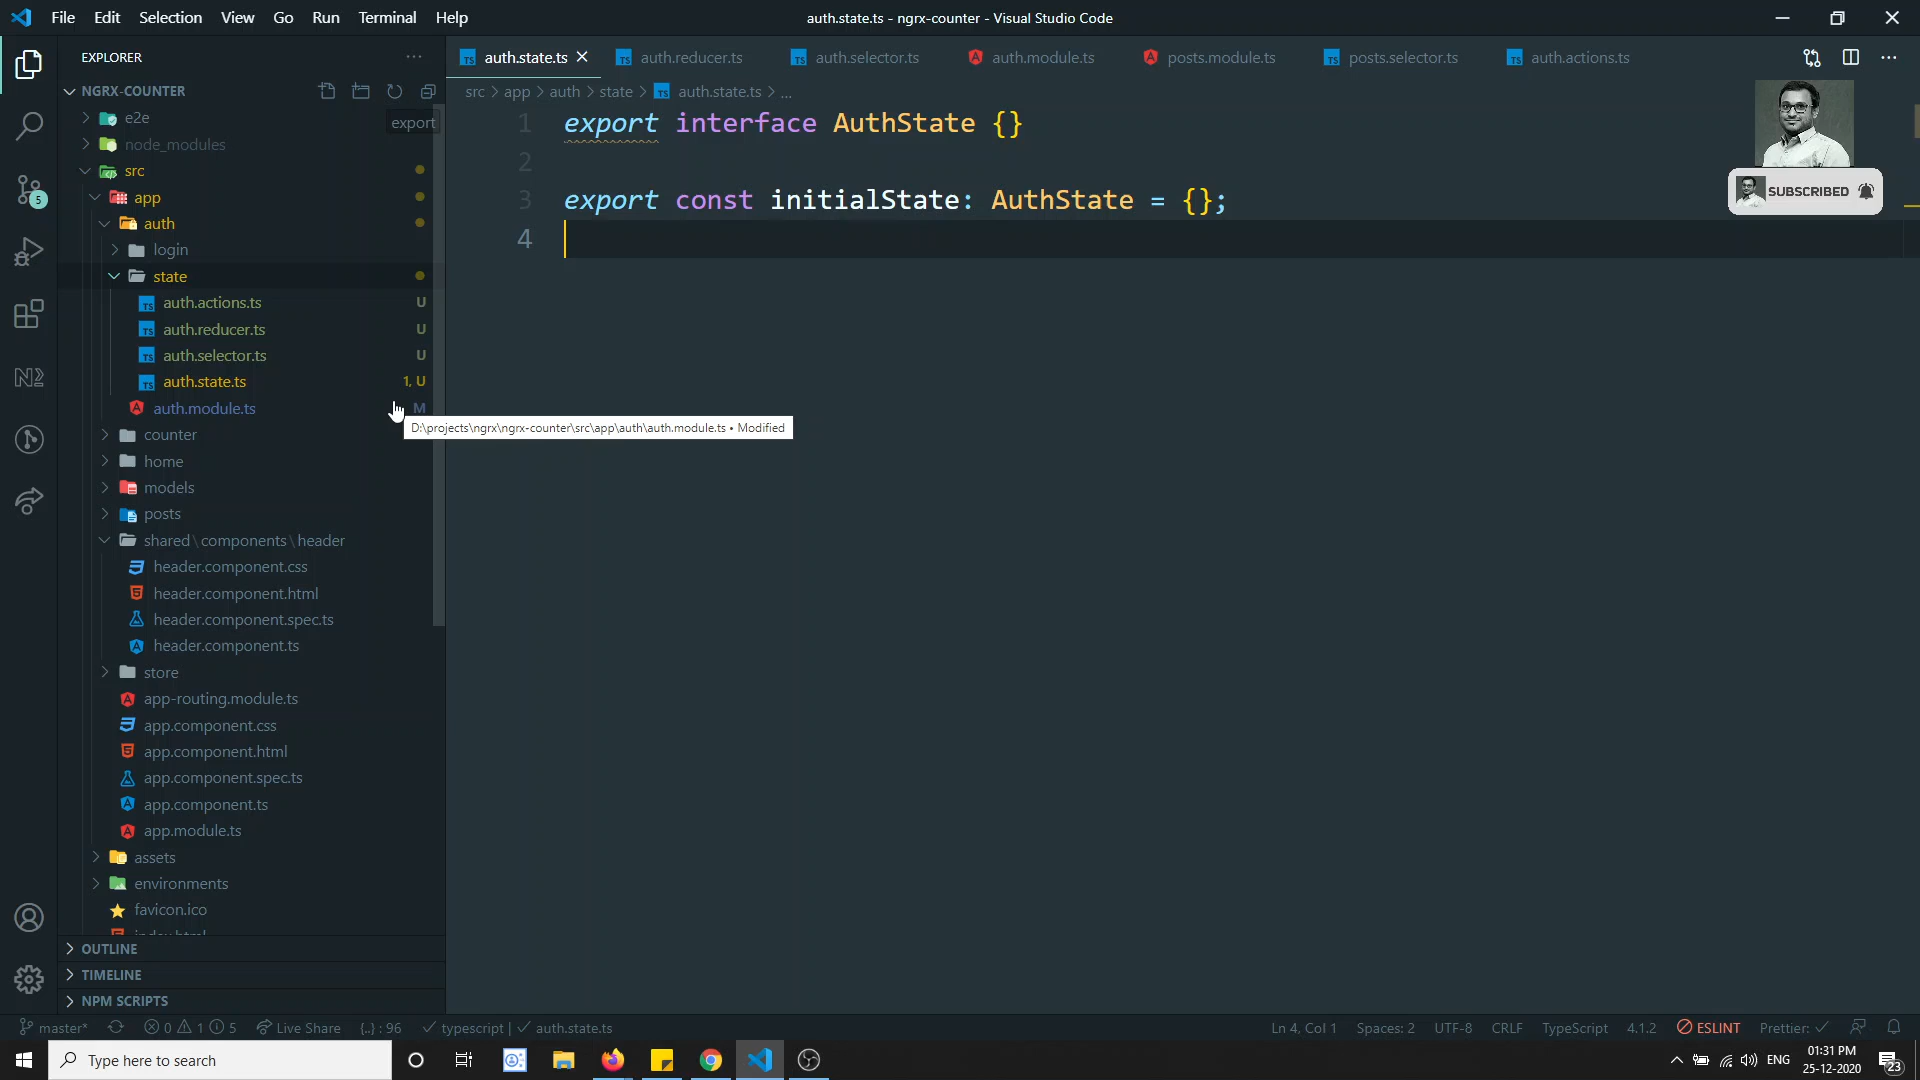 File Edit Selection View Go Run Terminal Help
auth.state.ts - ngrx-counter - Visual Studio Code
EXPLORER
auth.state.ts
auth.reducer.ts
auth.selector.ts
auth.module.ts
posts.module.ts
posts.selector.ts
auth.actions.ts
NGRX-COUNTER
src > app > auth > state > auth.state.ts > ...
e2e
export
node_modules
src
app
auth
login
state
auth.actions.ts U
auth.reducer.ts U
auth.selector.ts U
auth.state.ts 1, U
auth.module.ts M
D:\projects\ngrx\ngrx-counter\src\app\auth\auth.module.ts • Modified
counter
home
models
posts
shared\components\header
header.component.css
header.component.html
header.component.spec.ts
header.component.ts
store
app-routing.module.ts
app.component.css
app.component.html
app.component.spec.ts
app.component.ts
app.module.ts
assets
environments
favicon.ico
index.html
OUTLINE
TIMELINE
NPM SCRIPTS
1 export interface AuthState {}
2
3 export const initialState: AuthState = {};
4
SUBSCRIBED
5
master* 0 1 5 Live Share {..} : 96 typescript | auth.state.ts
Ln 4, Col 1 Spaces: 2 UTF-8 CRLF TypeScript 4.1.2 ESLINT Prettier:
Type here to search
ENG
01:31 PM
25-12-2020
23